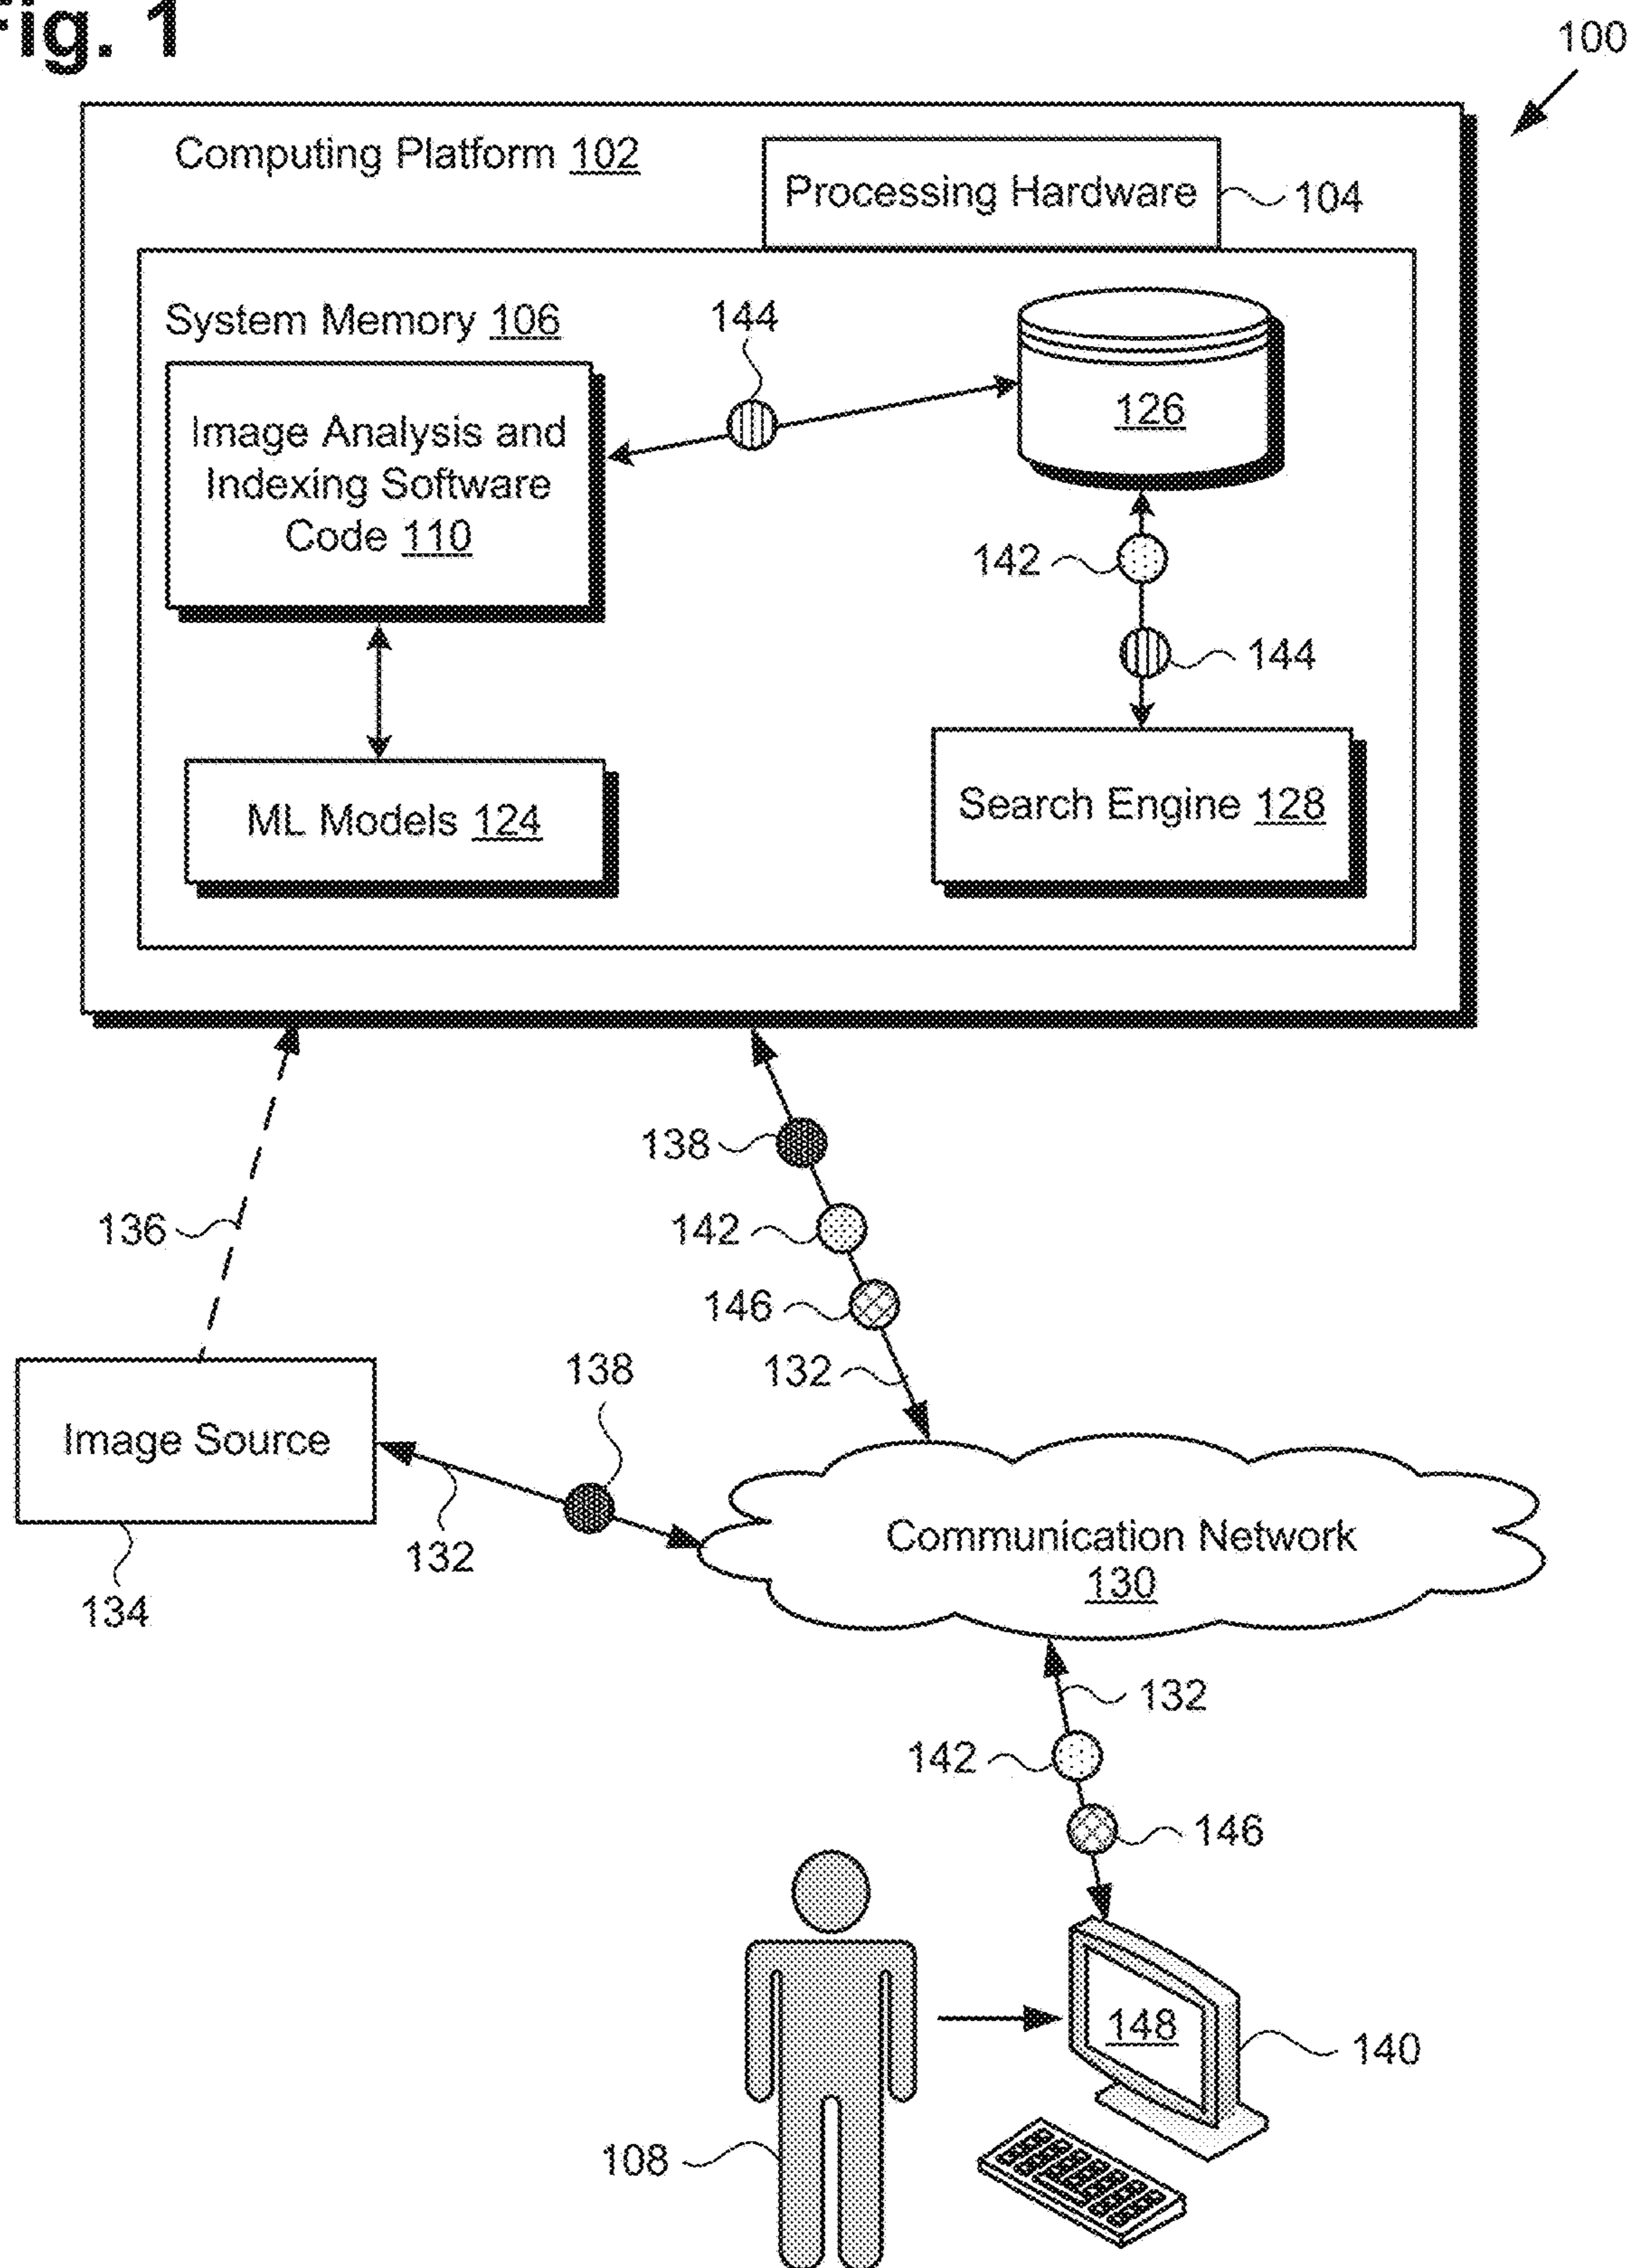 Fig. 1
100
Computing Platform 102
Processing Hardware
104
System Memory 106
144
Image Analysis and
Indexing Software
Code 110
126
142
144
ML Models 124
Search Engine 128
138
136
142
146
138
132
Image Source
132
134
Communication Network
130
132
142
146
148
140
108